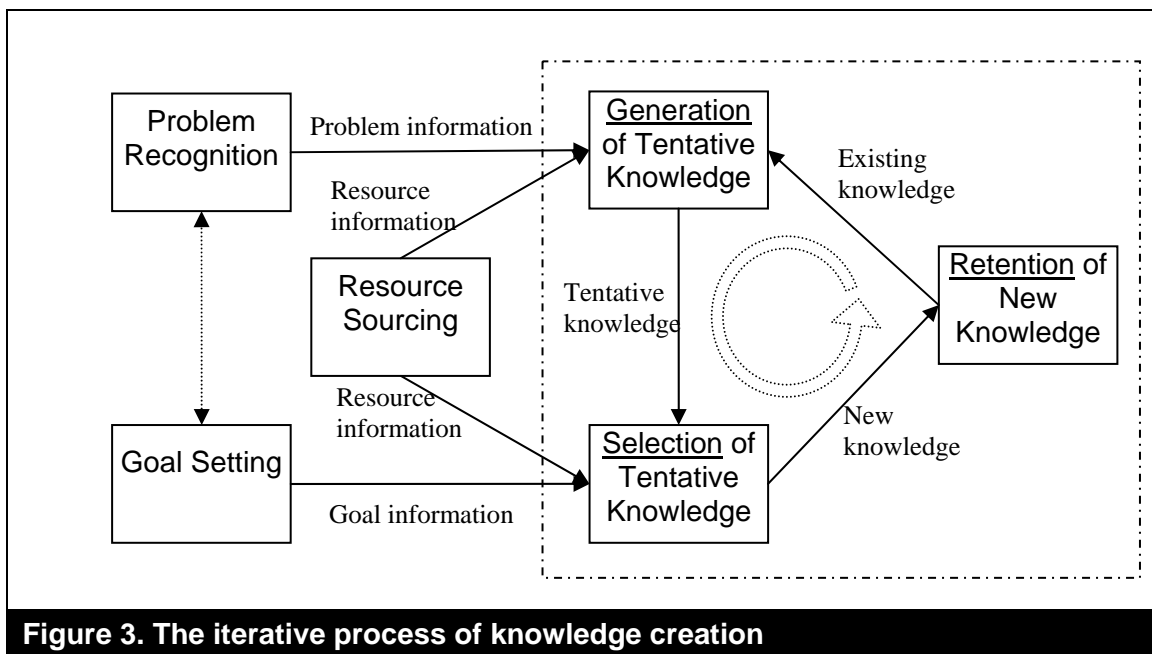 Problem
Recognition
Problem information
Generation
of Tentative
Knowledge
Existing
knowledge
Resource
information
Resource
Sourcing
Tentative
knowledge
Retention of
New
Knowledge
Resource
information
Goal Setting
Goal information
Selection of
Tentative
Knowledge
New
knowledge
Figure 3. The iterative process of knowledge creation